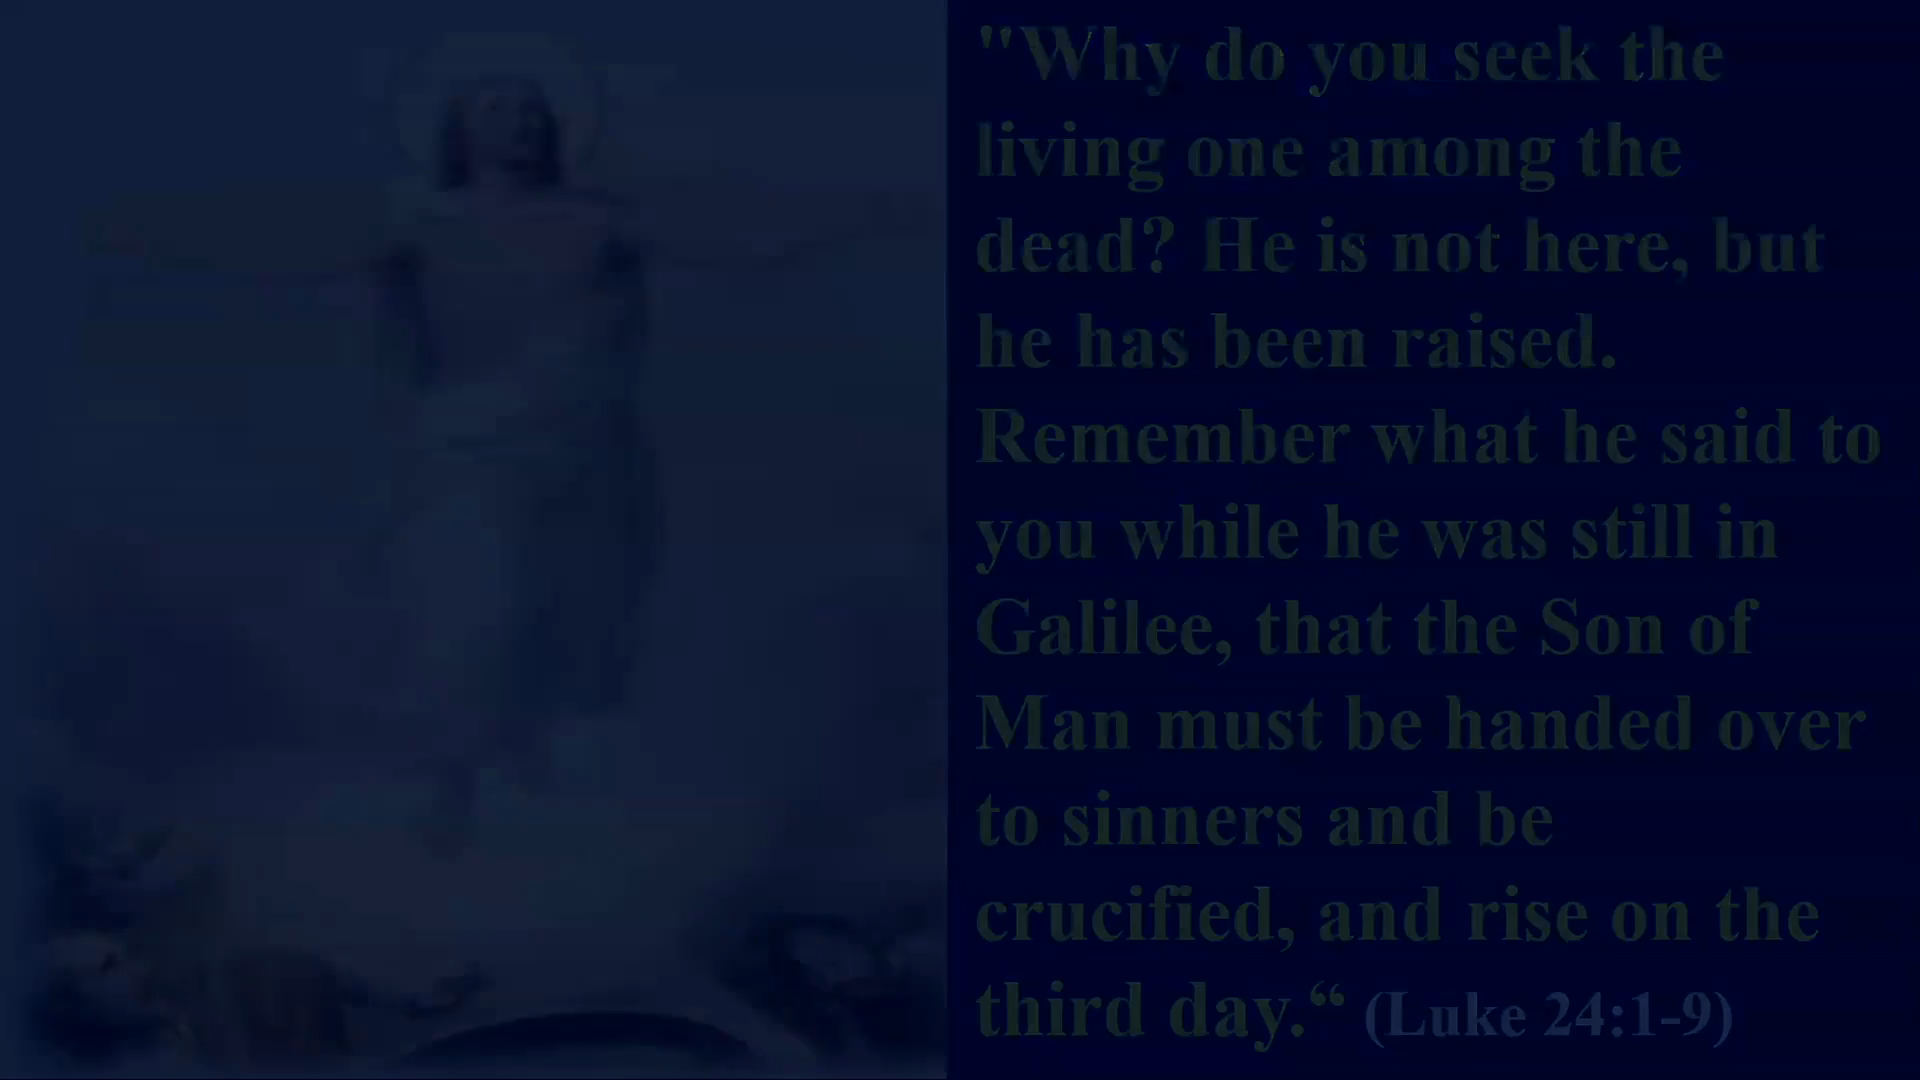 "Why do you seek the
living one among the
dead? He is not here, but
he has been raised.
Remember what he said to
you while he was still in
Galilee, that the Son of
Man must be handed over
to sinners and be
crucified, and rise on the
third day.“ (Luke 24:1-9)